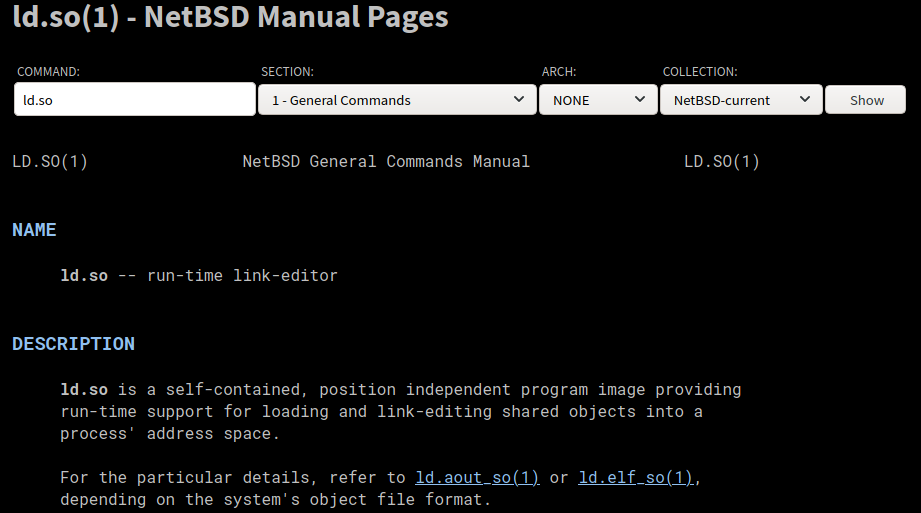 ld.so(1) - NetBSD Manual Pages
COMMAND: SECTION: ARCH: COLLECTION:
ld.so 1 - General Commands NONE NetBSD-current Show
LD.SO(1) NetBSD General Commands Manual LD.SO(1)
NAME
ld.so -- run-time link-editor
DESCRIPTION
ld.so is a self-contained, position independent program image providing
run-time support for loading and link-editing shared objects into a
process' address space.
For the particular details, refer to ld.aout_so(1) or ld.elf_so(1),
depending on the system's object file format.